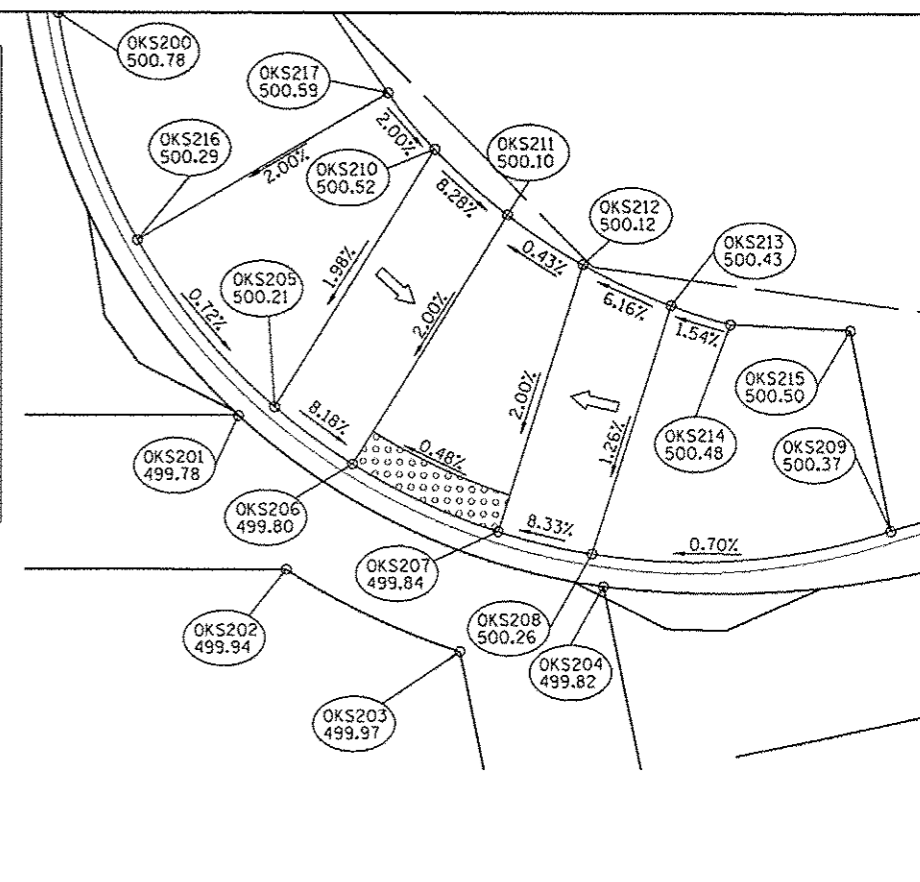 OKS200
500.78
OKS217
500.59
OKS216
500.29
2.00%
2.00%
OKS210
500.52
OKS211
500.10
8.28%
OKS212
500.12
0.43%
OKS213
500.43
6.16%
1.54%
OKS205
500.21
1.98%
0.72%
2.00%
2.00%
OKS215
500.50
8.18%
1.26%
OKS214
500.48
OKS209
500.37
0.48%
OKS201
499.78
OKS206
499.80
8.33%
0.70%
OKS207
499.84
OKS202
499.94
OKS208
500.26
OKS204
499.82
OKS203
499.97